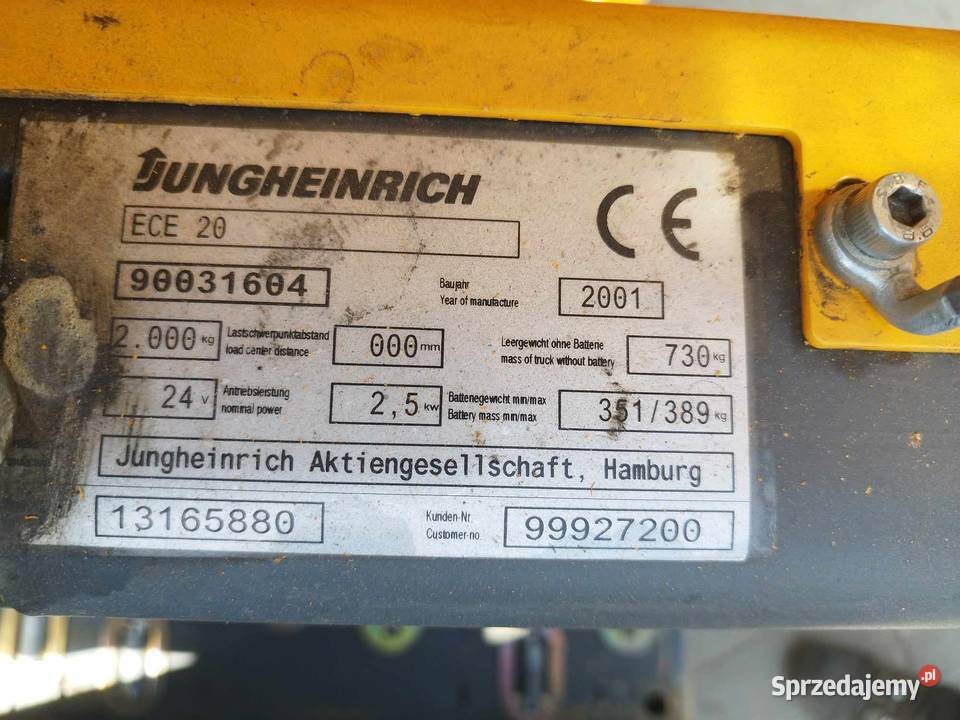 JUNGHEINRICH
ECE 20
CE
90031604
Baujahr
Year of manufacture
2001
2.000 kg
Lastschwerpunktabstand
load center distance
000 mm
Leergewicht ohne Batterie
mass of truck without battery
730 kg
24 v
Antriebsleistung
nominal power
2,5 kw
Battenegewicht min/max
Battery mass min/max
351/389 kg
Jungheinrich Aktiengesellschaft, Hamburg
13165880
Kunden-Nr
Customer-no
99927200
Sprzedajemy.pl